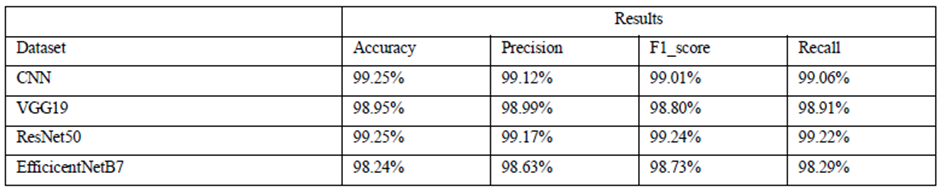 Results
Dataset Accuracy Precision F1_score Recall
CNN 99.25% 99.12% 99.01% 99.06%
VGG19 98.95% 98.99% 98.80% 98.91%
ResNet50 99.25% 99.17% 99.24% 99.22%
EfficicentNetB7 98.24% 98.63% 98.73% 98.29%